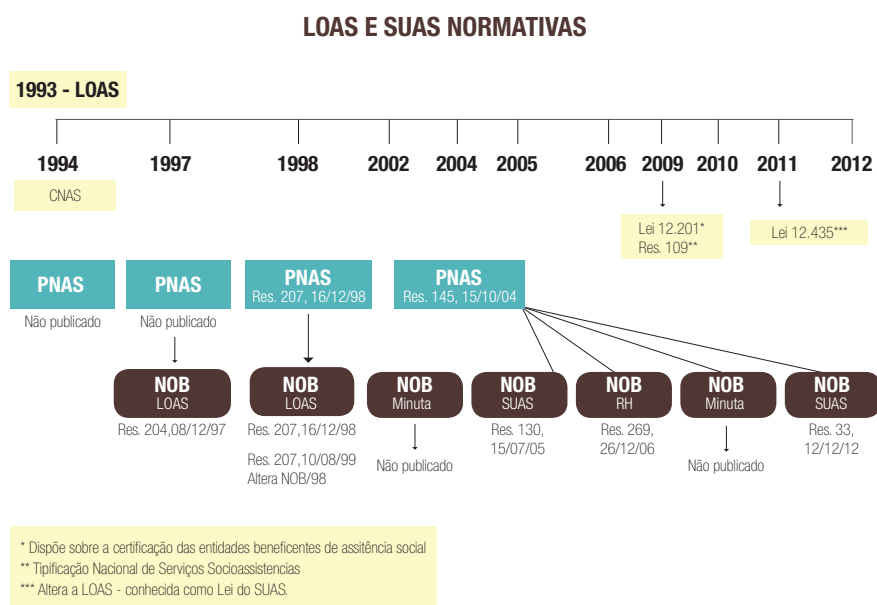 LOAS E SUAS NORMATIVAS
1993 - LOAS
1994
1997
1998
2002
2004
2005
2006
2009
2010
2011
2012
CNAS
Lei 12.201*
Res. 109**
Lei 12.435***
PNAS
Não publicado
PNAS
Não publicado
PNAS
Res. 207, 16/12/98
PNAS
Res. 145, 15/10/04
NOB
LOAS
Res. 204,08/12/97
NOB
LOAS
Res. 207,16/12/98
Res. 207,10/08/99
Altera NOB/98
NOB
Minuta
Não publicado
NOB
SUAS
Res. 130,
15/07/05
NOB
RH
Res. 269,
26/12/06
NOB
Minuta
Não publicado
NOB
SUAS
Res. 33,
12/12/12
* Dispõe sobre a certificação das entidades beneficentes de assitência social
** Tipificação Nacional de Serviços Socioassistencias
*** Altera a LOAS - conhecida como Lei do SUAS.